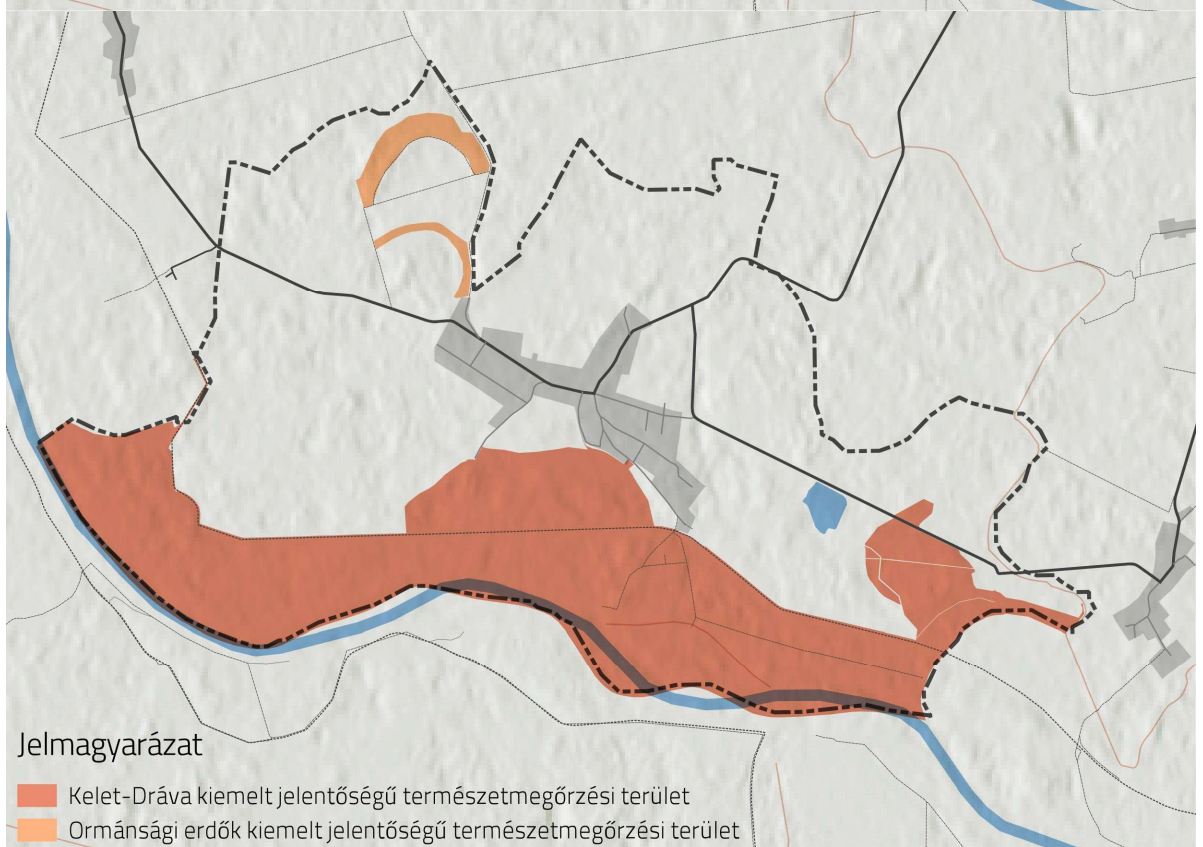 Jelmagyarázat
Kelet-Dráva kiemelt jelentőségű természetmegőrzési terület
Ormánsági erdők kiemelt jelentőségű természetmegőrzési terület